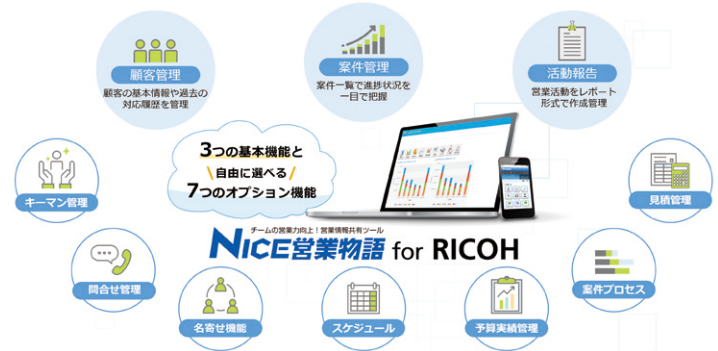 顧客管理
顧客の基本情報や過去の
対応履歴を管理
案件管理
案件一覧で進捗状況を
一目で把握
活動報告
営業活動をレポート
形式で作成管理
3つの基本機能と
\ 自由に選べる /
7つのオプション機能
キーマン管理
見積管理
チームの営業力向上！営業情報共有ツール
NICE営業物語 for RICOH
問合せ管理
案件プロセス
名寄せ機能
スケジュール
予算実績管理